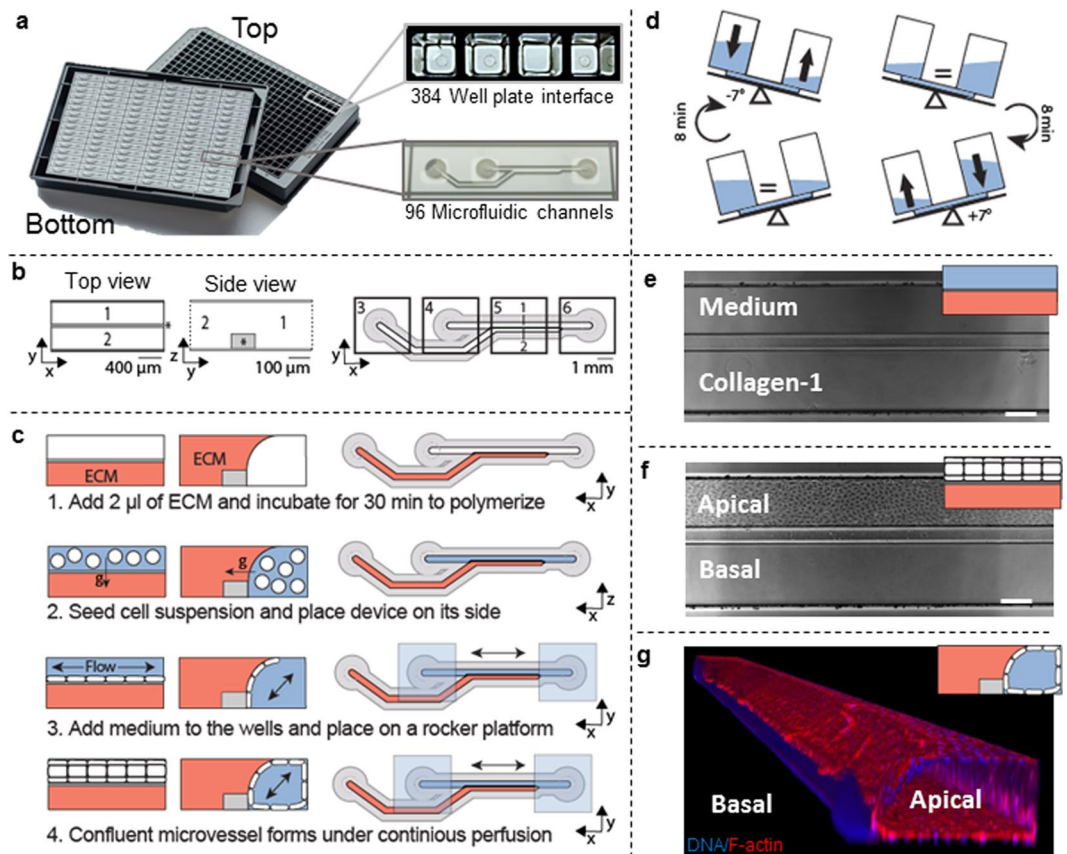 a
Top
Bottom
384 Well plate interface
96 Microfluidic channels
b
Top view
Side view
1
2
*
y
x
400 µm
2
1
*
z
y
100 µm
3
4
5
6
1
2
y
x
1 mm
c
ECM
ECM
y
x
1. Add 2 µl of ECM and incubate for 30 min to polymerize
g
g
z
x
2. Seed cell suspension and place device on its side
Flow
y
x
3. Add medium to the wells and place on a rocker platform
y
x
4. Confluent microvessel forms under continious perfusion
d
-7°
=
8 min
8 min
=
+7°
e
Medium
Collagen-1
f
Apical
Basal
g
Basal
Apical
DNA/F-actin